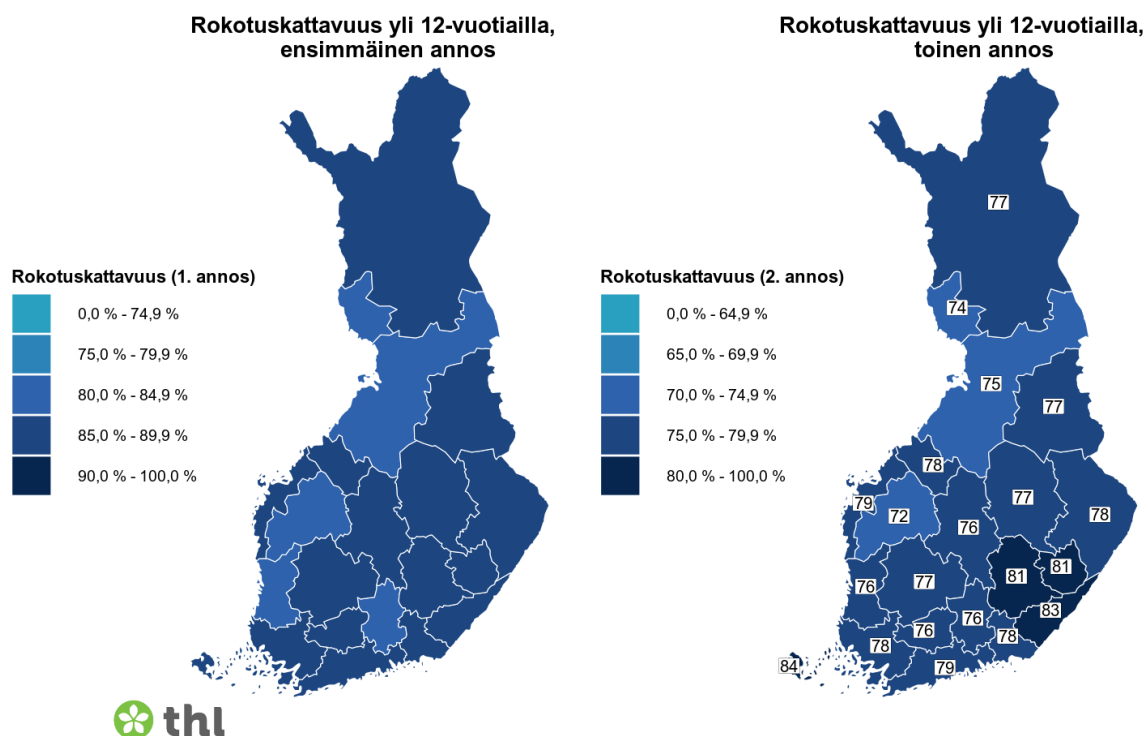 Rokotuskattavuus yli 12-vuotiailla,
ensimmäinen annos
Rokotuskattavuus (1. annos)
0,0 % - 74,9 %
75,0 % - 79,9 %
80,0 % - 84,9 %
85,0 % - 89,9 %
90,0 % - 100,0 %
thl
Rokotuskattavuus yli 12-vuotiailla,
toinen annos
Rokotuskattavuus (2. annos)
0,0 % - 64,9 %
65,0 % - 69,9 %
70,0 % - 74,9 %
75,0 % - 79,9 %
80,0 % - 100,0 %
77
74
75
77
78
77
79
72
78
76
81
81
76
77
83
76
76
78
78
79
84